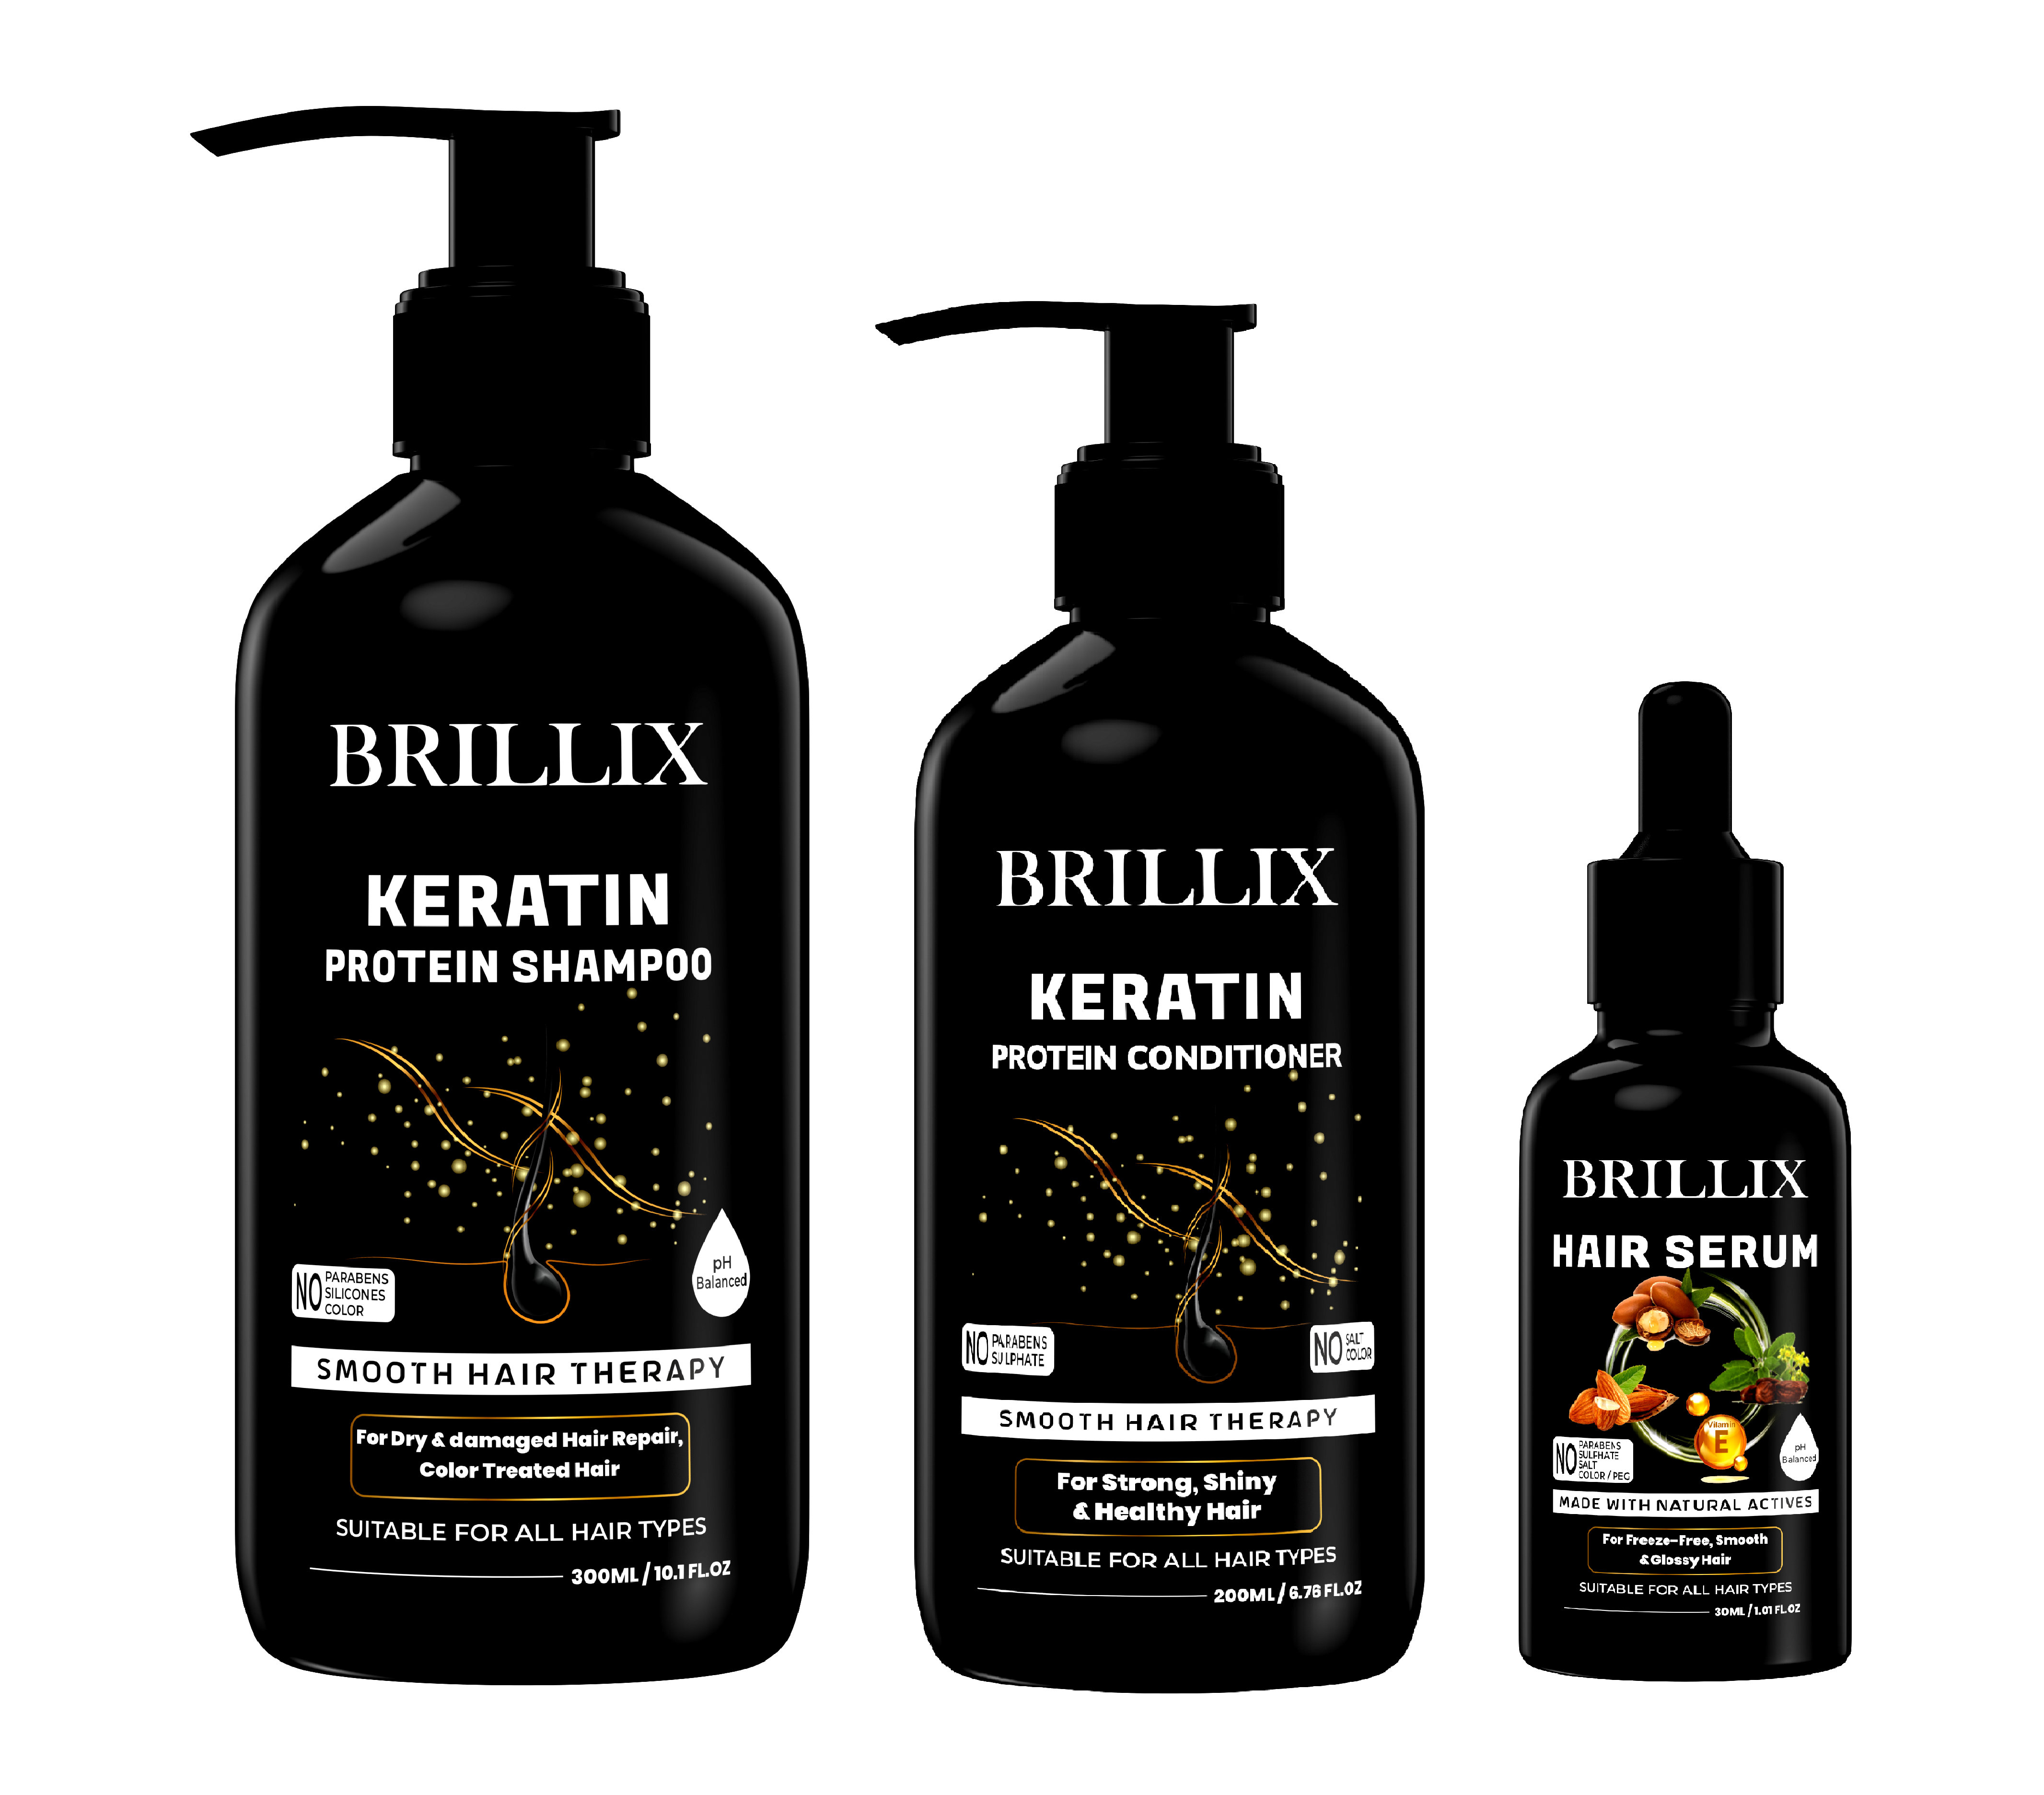 BRILLIX
KERATIN
PROTEIN SHAMPOO
pH
Balanced
NO PARABENS
SILICONES
COLOR
SMOOTH HAIR THERAPY
For Dry & damaged Hair Repair,
Color Treated Hair
SUITABLE FOR ALL HAIR TYPES
300ML / 10.1 FL.OZ
BRILLIX
KERATIN
PROTEIN CONDITIONER
NO PARABENS
SULPHATE
NO SALT
COLOR
SMOOTH HAIR THERAPY
For Strong, Shiny
& Healthy Hair
SUITABLE FOR ALL HAIR TYPES
200ML / 6.76 FL.OZ
BRILLIX
HAIR SERUM
Vitamin
E
NO PARABENS
SULPHATE
SALT
COLOR / PEG
pH
Balanced
MADE WITH NATURAL ACTIVES
For Freeze-Free, Smooth
&Glossy Hair
SUITABLE FOR ALL HAIR TYPES
30ML / 1.01 FL.OZ